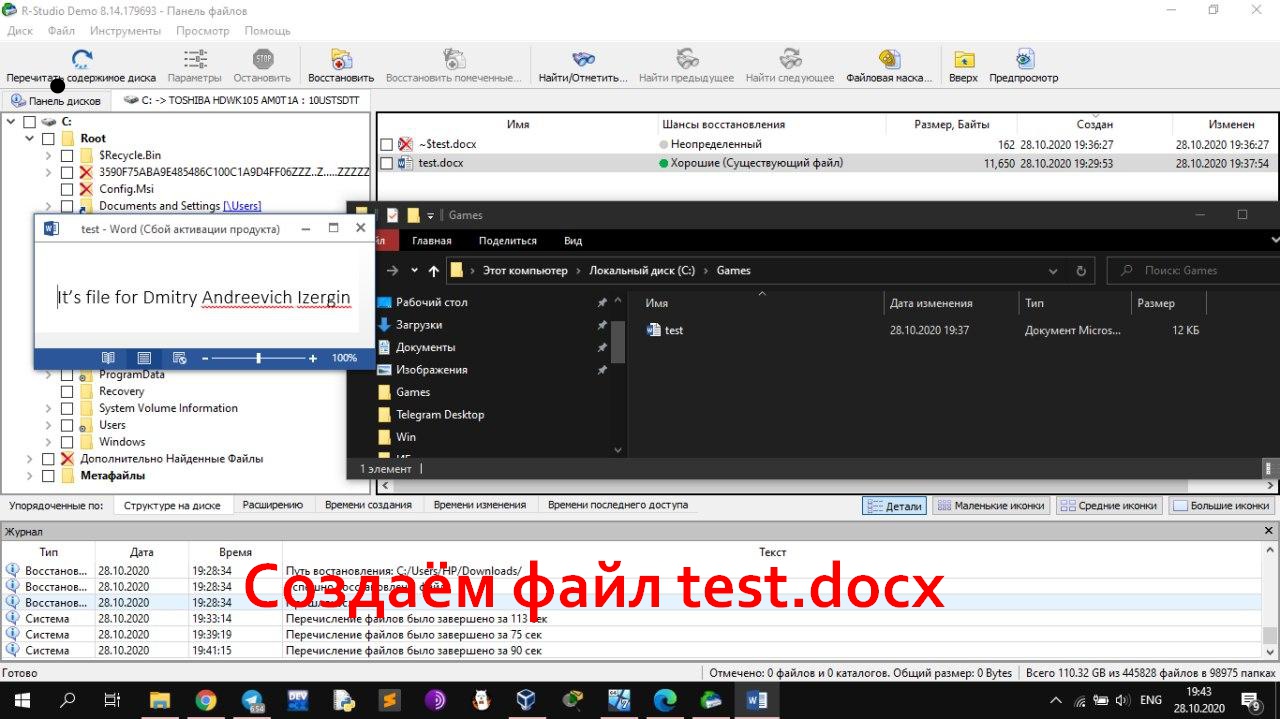 R-Studio Demo 8.14.179693 - Панель файлов
Диск Файл Инструменты Просмотр Помощь
Перечитать содержимое диска Параметры Остановить Восстановить Восстановить помеченные... Найти/Отметить... Найти предыдущее Найти следующее Файловая маска... Вверх Предпросмотр
STOP
Панель дисков C: -> TOSHIBA HDWK105 AM0T1A : 10USTSDTT
C:
Root
$Recycle.Bin
3590F75ABA9E485486C100C1A9D4FF06ZZZ..Z.....ZZZZZ
Config.Msi
Documents and Settings [\Users]
Имя Шансы восстановления Размер, Байты Создан Изменен
~$test.docx Неопределенный 162 28.10.2020 19:36:27 28.10.2020 19:36:27
test.docx Хорошие (Существующий файл) 11,650 28.10.2020 19:29:53 28.10.2020 19:37:54
test - Word (Сбой активации продукта)
It's file for Dmitry Andreevich Izergin
100%
Games
Главная Поделиться Вид
Этот компьютер Локальный диск (C:) Games
Поиск: Games
Рабочий стол
Загрузки
Документы
Изображения
Games
Telegram Desktop
Win
Имя Дата изменения Тип Размер
test 28.10.2020 19:37 Документ Micros... 12 КБ
1 элемент
ProgramData
Recovery
System Volume Information
Users
Windows
Дополнительно Найденные Файлы
Метафайлы
Упорядоченные по: Структуре на диске Расширению Времени создания Времени изменения Времени последнего доступа Детали Маленькие иконки Средние иконки Большие иконки
Журнал
Тип Дата Время Текст
Восстанов... 28.10.2020 19:28:34 Путь востановления: C:/Users/HP/Downloads/
Восстанов... 28.10.2020 19:28:34
Восстанов... 28.10.2020 19:28:34
Система 28.10.2020 19:33:14 Перечисление файлов было завершено за 113 сек
Система 28.10.2020 19:39:19 Перечисление файлов было завершено за 75 сек
Система 28.10.2020 19:41:15 Перечисление файлов было завершено за 90 сек
Создаём файл test.docx
Готово Отмечено: 0 файлов и 0 каталогов. Общий размер: 0 Bytes Всего 110.32 GB из 445828 файлов в 98975 папках
654 DEV ENG 19:43
28.10.2020 9